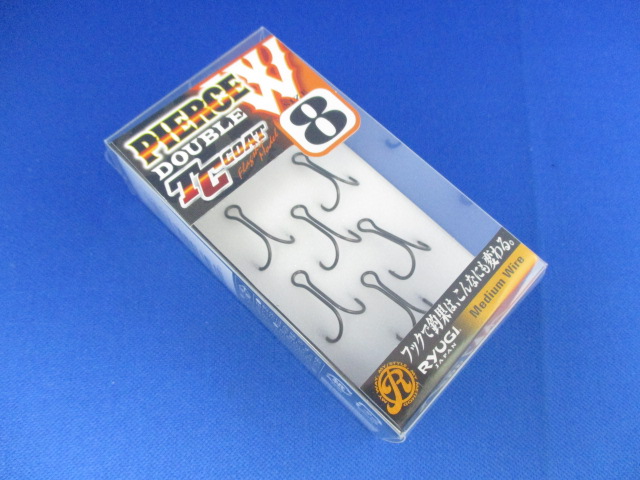 PIERCE W
DOUBLE
TC COAT
8
フックで釣果は、こんなにも変わる。
RYUGI
JAPAN
Medium Wire
R